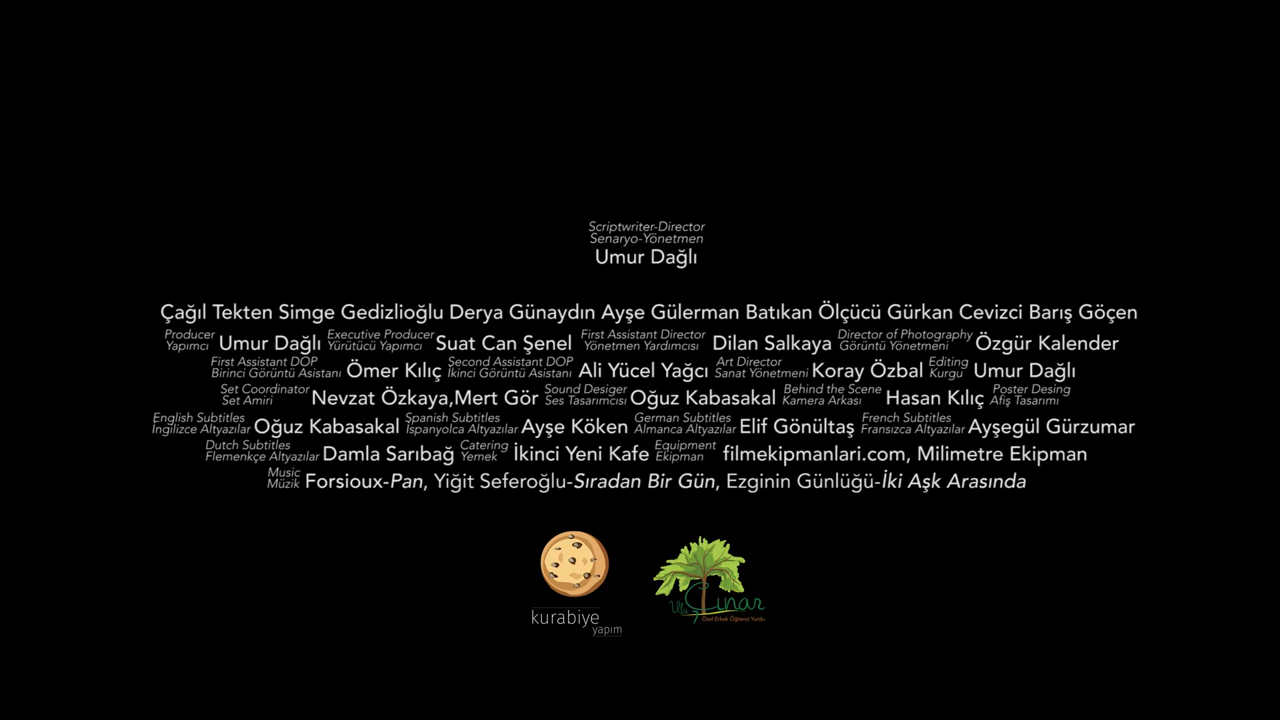 Scriptwriter-Director
Senaryo-Yönetmen
Umur Dağlı
Çağıl Tekten Simge Gedizlioğlu Derya Günaydın Ayşe Gülerman Batıkan Ölçücü Gürkan Cevizci Barış Göçen
Producer Yapımcı Umur Dağlı Executive Producer Yürütücü Yapımcı Suat Can Şenel First Assistant Director Yönetmen Yardımcısı Dilan Salkaya Director of Photography Görüntü Yönetmeni Özgür Kalender
First Assistant DOP Birinci Görüntü Asistanı Ömer Kılıç Second Assistant DOP İkinci Görüntü Asistanı Ali Yücel Yağcı Art Director Sanat Yönetmeni Koray Özbal Editing Kurgu Umur Dağlı
Set Coordinator Set Amiri Nevzat Özkaya,Mert Gör Sound Desiger Ses Tasarımcısı Oğuz Kabasakal Behind the Scene Kamera Arkası Hasan Kılıç Poster Desing Afiş Tasarımı
English Subtitles İngilizce Altyazılar Oğuz Kabasakal Spanish Subtitles İspanyolca Altyazılar Ayşe Köken German Subtitles Almanca Altyazılar Elif Gönültaş French Subtitles Fransızca Altyazılar Ayşegül Gürzumar
Dutch Subtitles Flemenkçe Altyazılar Damla Sarıbağ Catering Yemek İkinci Yeni Kafe Equipment Ekipman filmekipmanlari.com, Milimetre Ekipman
Music Müzik Forsioux-Pan, Yiğit Seferoğlu-Sıradan Bir Gün, Ezginin Günlüğü-İki Aşk Arasında
kurabiye
yapım
Ulu Çınar
Özel Erkek Öğrenci Yurdu